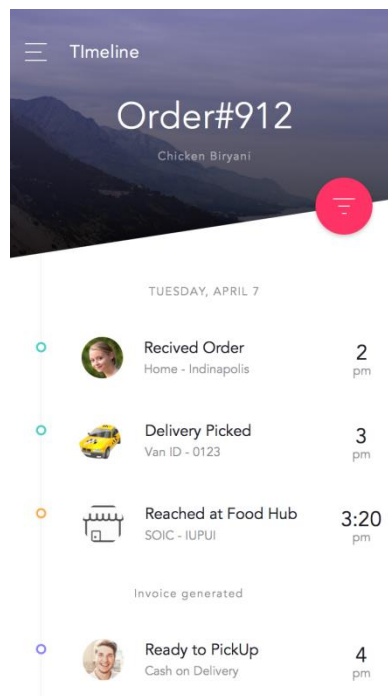 TImeline
Order#912
Chicken Biryani
TUESDAY, APRIL 7
Recived Order
Home - Indinapolis
2
pm
Delivery Picked
Van ID - 0123
3
pm
Reached at Food Hub
SOIC - IUPUI
3:20
pm
Invoice generated
Ready to PickUp
Cash on Delivery
4
pm